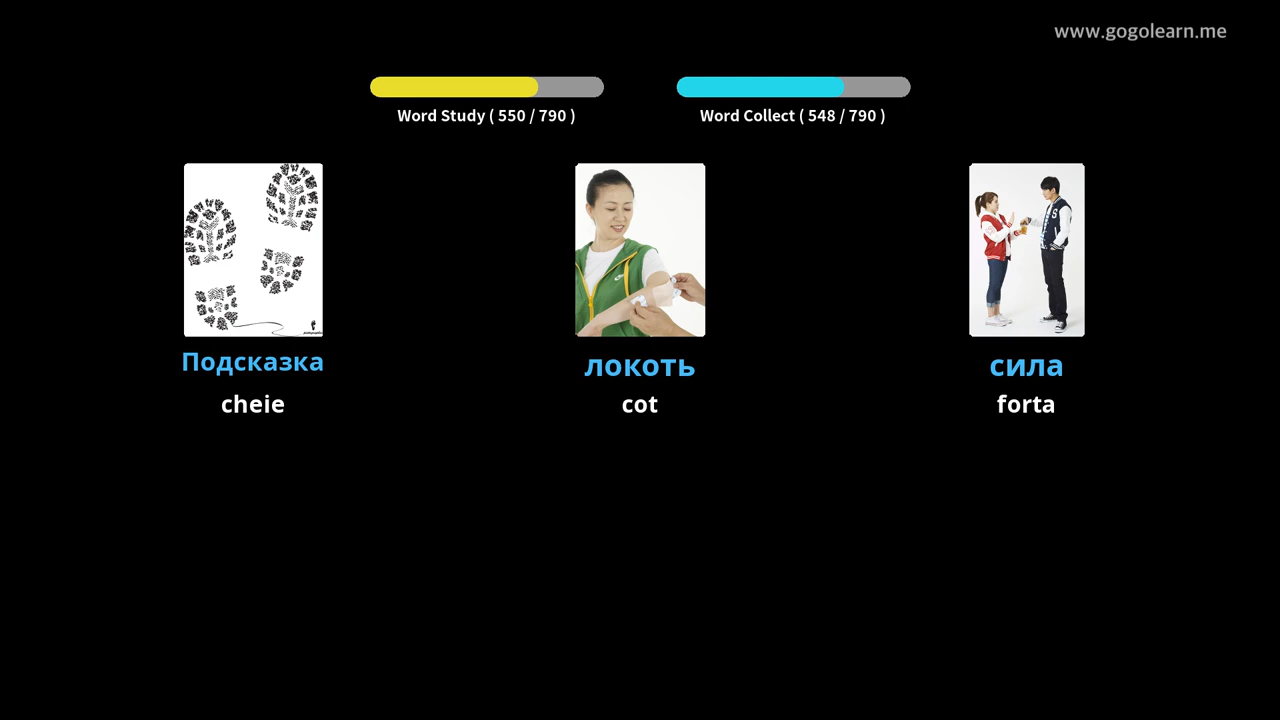 www.gogolearn.me
Word Study ( 550 / 790 )
Word Collect ( 548 / 790 )
Подсказка
локоть
сила
cheie
cot
forta